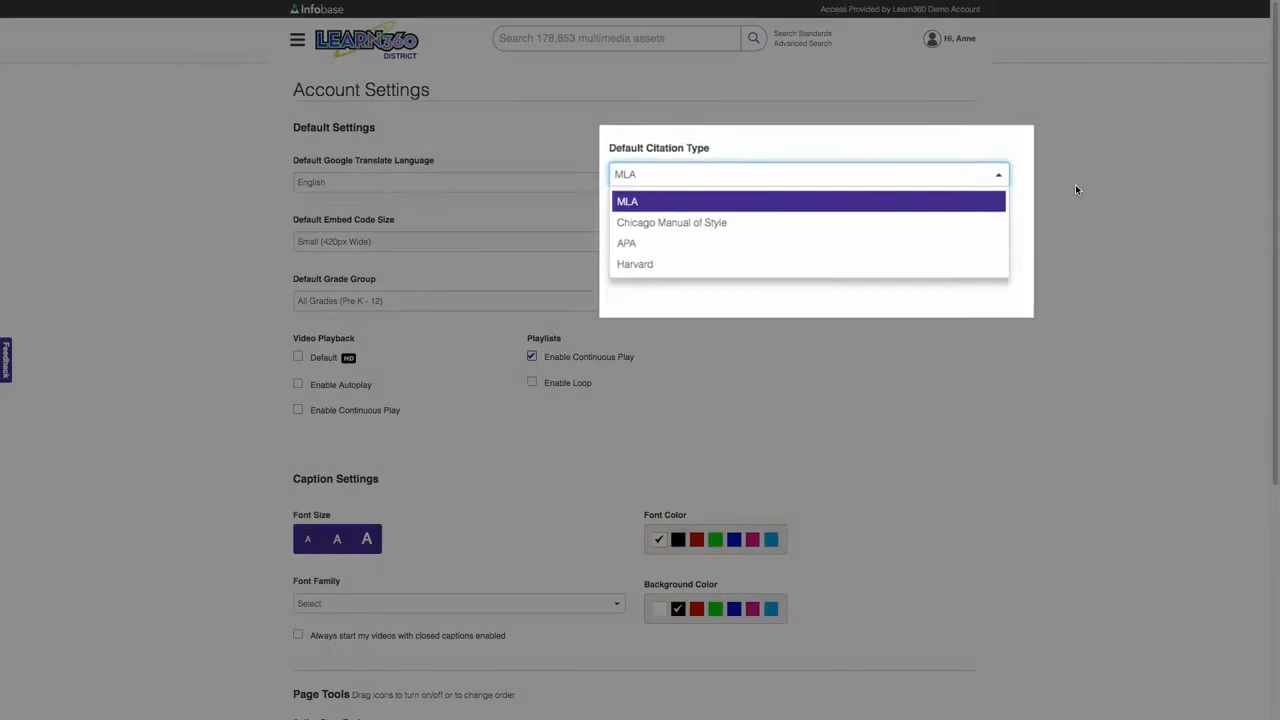 Infobase
Access Provided by Learn360 Demo Account
LEARN360
DISTRICT
Search 178,853 multimedia assets
Search Standards
Advanced Search
Hi, Anne
Account Settings
Default Settings
Default Google Translate Language
English
Default Citation Type
MLA
MLA
Chicago Manual of Style
APA
Harvard
Default Embed Code Size
Small (420px Wide)
Default Grade Group
All Grades (Pre K - 12)
Video Playback
Default HD
Enable Autoplay
Enable Continuous Play
Playlists
Enable Continuous Play
Enable Loop
Feedback
Caption Settings
Font Size
A A A
Font Color
Font Family
Select
Background Color
Always start my videos with closed captions enabled
Page Tools Drag icons to turn on/off or to change order